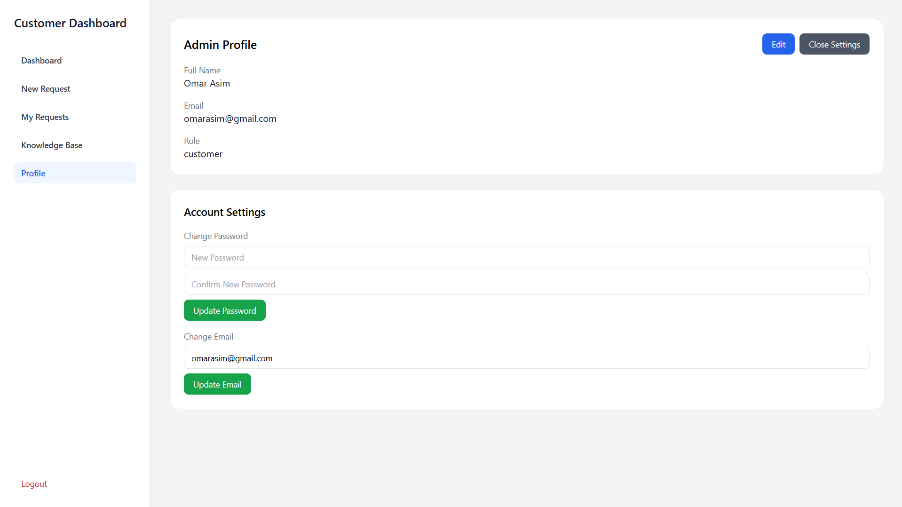 Customer Dashboard
Dashboard
New Request
My Requests
Knowledge Base
Profile
Logout
Admin Profile
Edit
Close Settings
Full Name
Omar Asim
Email
omarasim@gmail.com
Role
customer
Account Settings
Change Password
New Password
Confirm New Password
Update Password
Change Email
omarasim@gmail.com
Update Email